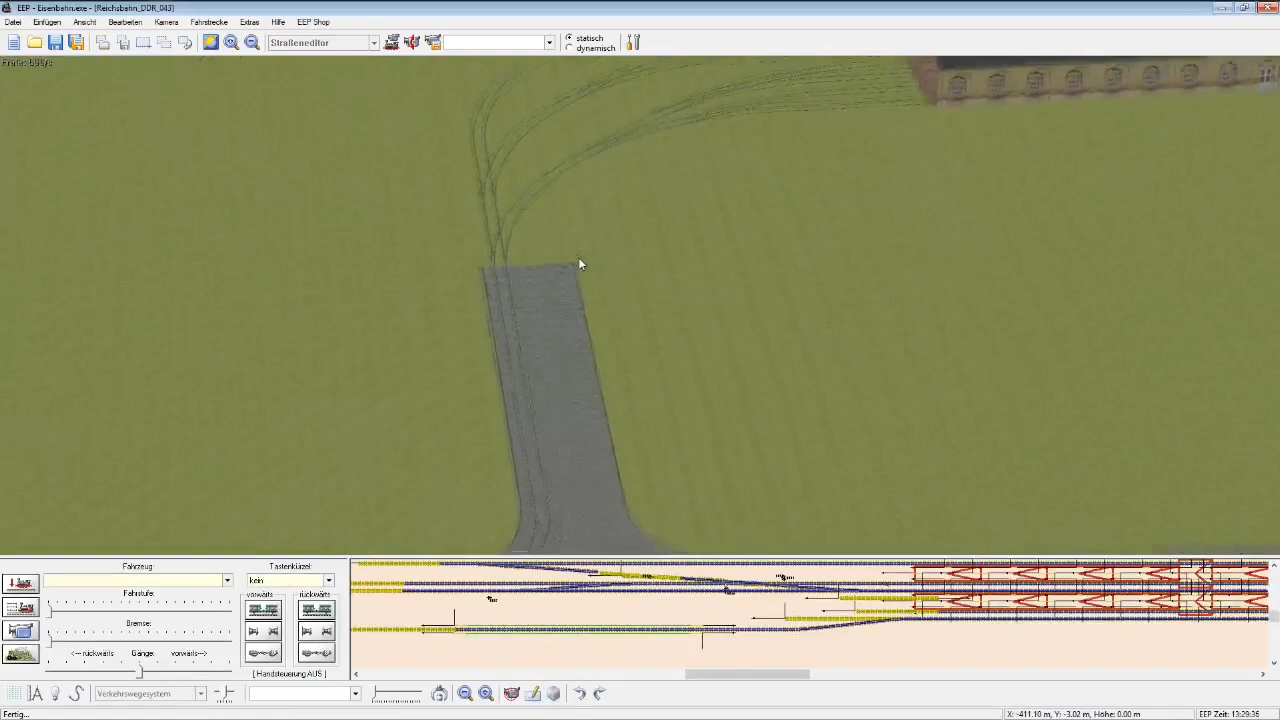 EEP - Eisenbahn.exe - [Reichsbahn_DDR_043]
Datei Einfügen Ansicht Bearbeiten Kamera Fahrstrecke Extras Hilfe EEP Shop
Straßeneditor
statisch
dynamisch
Fahrzeug
Tastenkürzel:
kein
Fahrstufe:
vorwärts
rückwärts
Bremse:
<--- rückwärts Gänge: vorwärts--->
[ Handsteuerung AUS ]
Verkehrswegesystem
Fertig...
X: -411.10 m, Y: -3.02 m, Höhe: 0.00 m
EEP Zeit: 13:29:36